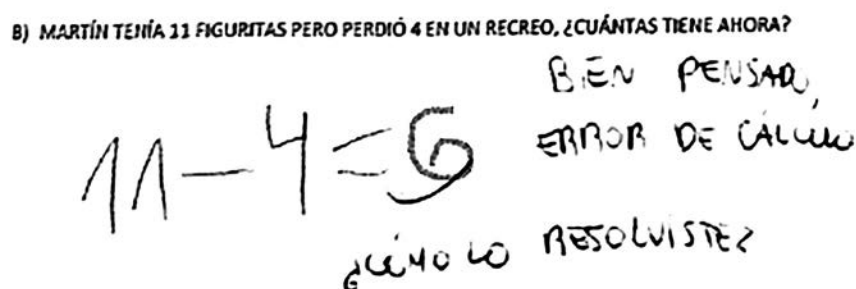 B) MARTÍN TENÍA 11 FIGURITAS PERO PERDIÓ 4 EN UN RECREO, ¿CUÁNTAS TIENE AHORA?
BIEN PENSADO,
ERROR DE CÁLCULO
11-4=6
¿CÓMO LO RESOLVISTE?